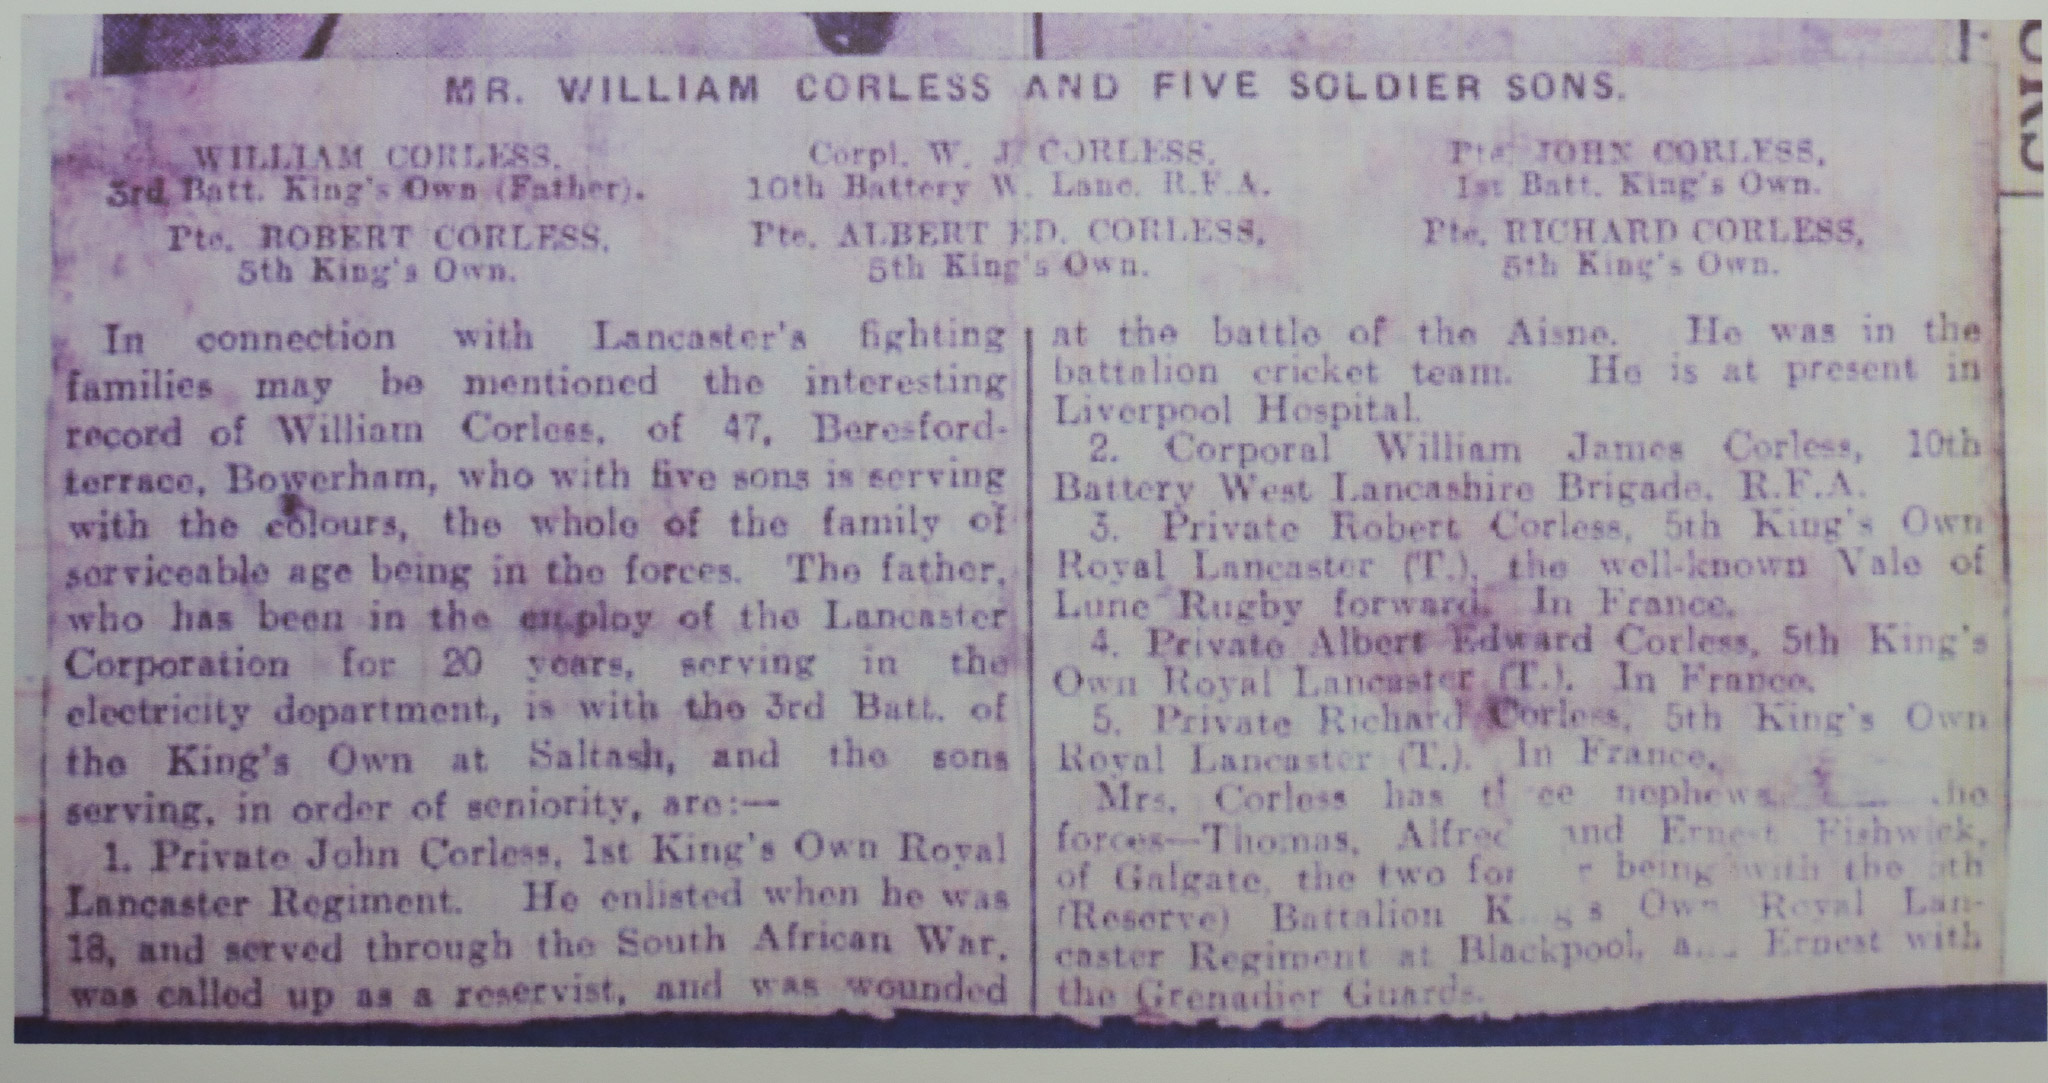 MR. WILLIAM CORLESS AND FIVE SOLDIER SONS.
WILLIAM CORLESS,
3rd Batt. King's Own (Father).
Corpl. W. J. CORLESS,
10th Battery W. Lanc. R.F.A.
Pte. JOHN CORLESS,
1st Batt. King's Own.
Pte. ROBERT CORLESS,
5th King's Own.
Pte. ALBERT ED. CORLESS,
5th King's Own.
Pte. RICHARD CORLESS,
5th King's Own.
In connection with Lancaster's fighting
families may be mentioned the interesting
record of William Corless, of 47, Beresford-
terrace, Bowerham, who with five sons is serving
with the colours, the whole of the family of
serviceable age being in the forces. The father,
who has been in the employ of the Lancaster
Corporation for 20 years, serving in the
electricity department, is with the 3rd Batt. of
the King's Own at Saltash, and the sons
serving, in order of seniority, are:—
1. Private John Corless, 1st King's Own Royal
Lancaster Regiment. He enlisted when he was
18, and served through the South African War,
was called up as a reservist, and was wounded
at the battle of the Aisne. He was in the
battalion cricket team. He is at present in
Liverpool Hospital.
2. Corporal William James Corless, 10th
Battery West Lancashire Brigade, R.F.A.
3. Private Robert Corless, 5th King's Own
Royal Lancaster (T.), the well-known Vale of
Lune Rugby forward. In France.
4. Private Albert Edward Corless, 5th King's
Own Royal Lancaster (T.). In France.
5. Private Richard Corless, 5th King's Own
Royal Lancaster (T.). In France.
Mrs. Corless has three nephews
forces—Thomas, Alfred and Ernest Fishwick,
of Galgate, the two being with the
(Reserve) Battalion King's Own Royal Lan-
caster Regiment at Blackpool, Ernest with
the Grenadier Guards.